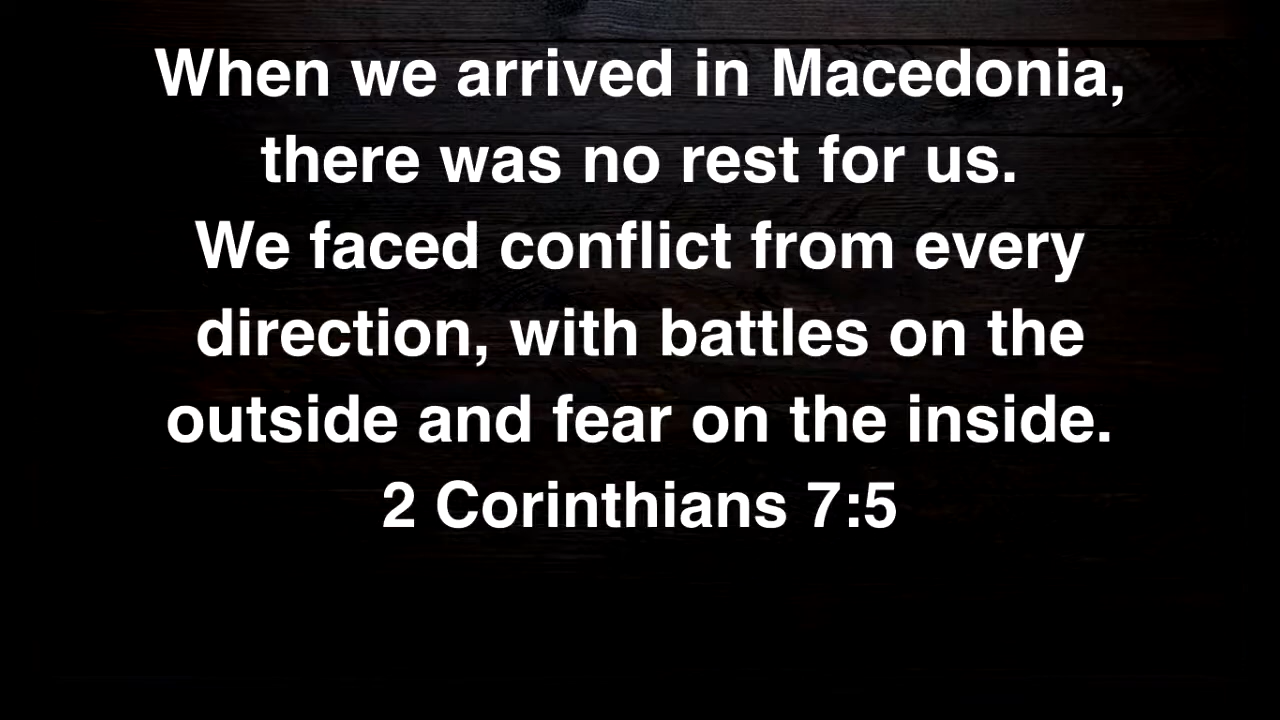 When we arrived in Macedonia,
there was no rest for us.
We faced conflict from every
direction, with battles on the
outside and fear on the inside.
2 Corinthians 7:5